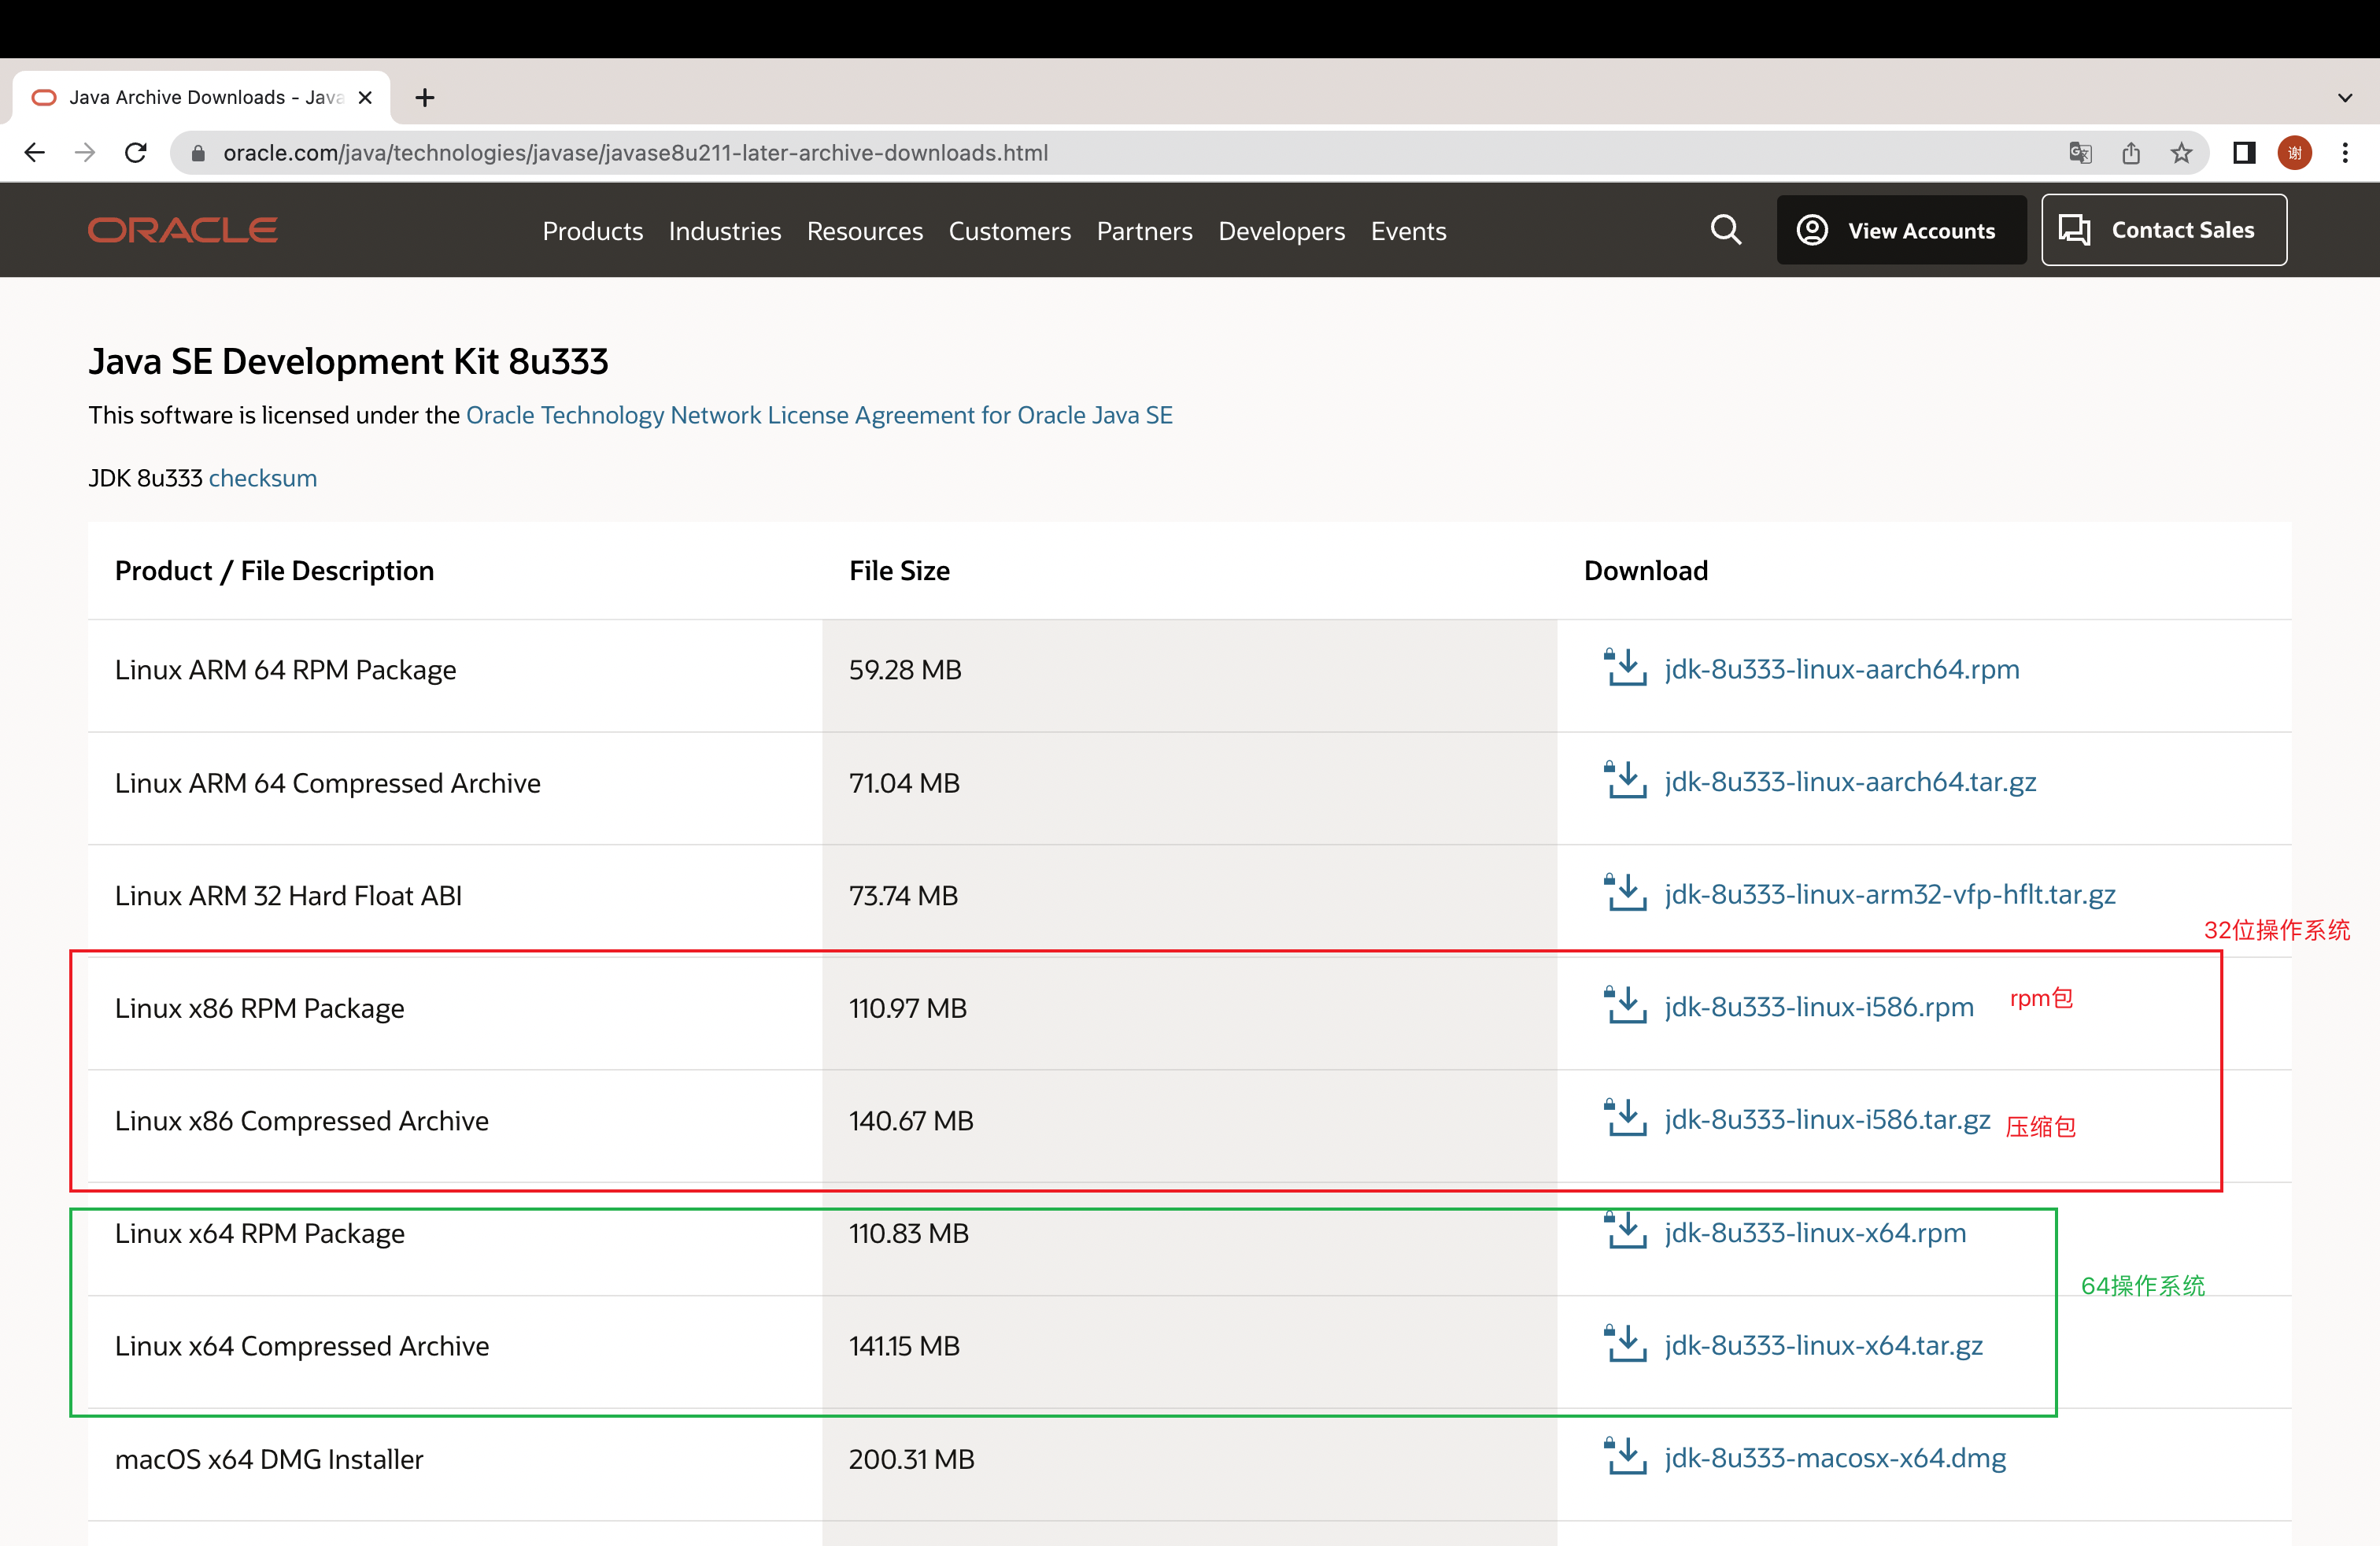 Java Archive Downloads - Java
oracle.com/java/technologies/javase/javase8u211-later-archive-downloads.html
谢
ORACLE
Products Industries Resources Customers Partners Developers Events
View Accounts
Contact Sales
Java SE Development Kit 8u333
This software is licensed under the Oracle Technology Network License Agreement for Oracle Java SE
JDK 8u333 checksum
Product / File Description File Size Download
Linux ARM 64 RPM Package 59.28 MB jdk-8u333-linux-aarch64.rpm
Linux ARM 64 Compressed Archive 71.04 MB jdk-8u333-linux-aarch64.tar.gz
Linux ARM 32 Hard Float ABI 73.74 MB jdk-8u333-linux-arm32-vfp-hflt.tar.gz
32位操作系统
Linux x86 RPM Package 110.97 MB jdk-8u333-linux-i586.rpm rpm包
Linux x86 Compressed Archive 140.67 MB jdk-8u333-linux-i586.tar.gz 压缩包
Linux x64 RPM Package 110.83 MB jdk-8u333-linux-x64.rpm
64操作系统
Linux x64 Compressed Archive 141.15 MB jdk-8u333-linux-x64.tar.gz
macOS x64 DMG Installer 200.31 MB jdk-8u333-macosx-x64.dmg